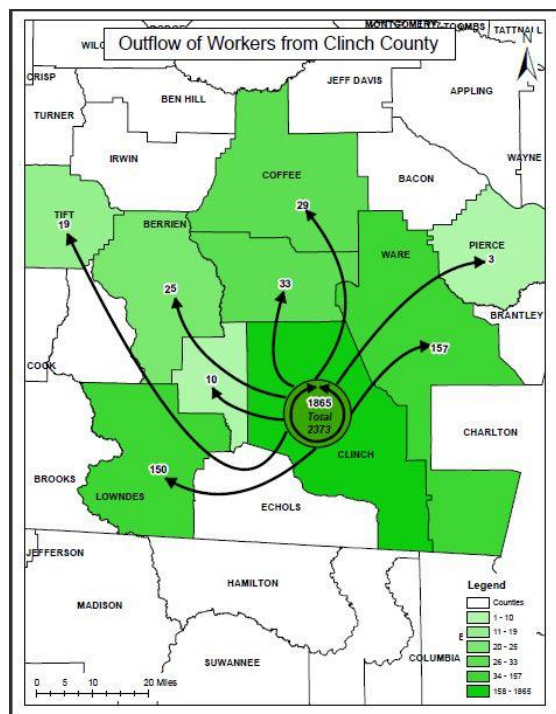 MONTGOMERY
TOOMBS
TATTNALL
Outflow of Workers from Clinch County
N
CRISP
JEFF DAVIS
BEN HILL
APPLING
TURNER
IRWIN
WAYNE
COFFEE
BACON
29
TIFT
19
BERRIEN
WARE
PIERCE
3
25
33
BRANTLEY
COOK
157
10
1865
Total
2373
CHARLTON
CLINCH
150
BROOKS
LOWNDES
ECHOLS
JEFFERSON
HAMILTON
MADISON
COLUMBIA
SUWANNEE
Legend
Counties
1 - 10
11 - 19
20 - 25
26 - 33
34 - 157
158 - 1865
0 5 10 20 Miles